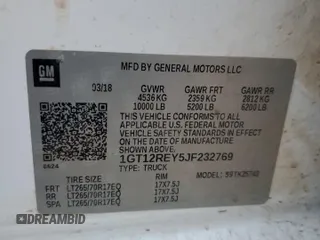 GM
MFD BY GENERAL MOTORS LLC
03/18 GVWR GAWR FRT GAWR RR
4536 KG 2359 KG 2812 KG
10000 LB 5200 LB 6200 LB
THIS VEHICLE CONFORMS TO ALL APPLICABLE
U.S. FEDERAL MOTOR VEHICLE SAFETY
STANDARDS IN EFFECT ON THE DATE OF
MANUFACTURE SHOWN ABOVE.
1GT12REY5JF232769
TYPE: TRUCK
MODEL:
TIRE SIZE RIM
FRT LT265/70R17EQ 17X7.5J
RR LT265/70R17EQ 17X7.5J
SPA LT265/70R17EQ 17X7.5J